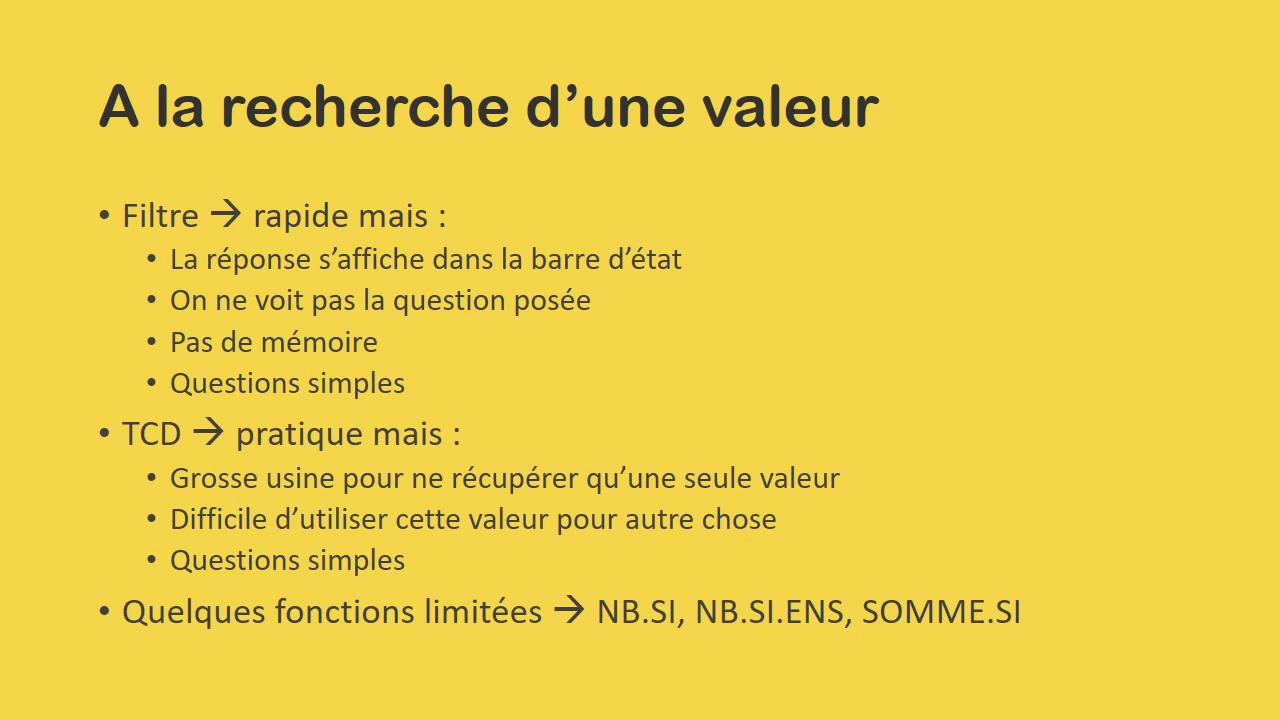 A la recherche d’une valeur
• Filtre → rapide mais :
• La réponse s’affiche dans la barre d’état
• On ne voit pas la question posée
• Pas de mémoire
• Questions simples
• TCD → pratique mais :
• Grosse usine pour ne récupérer qu’une seule valeur
• Difficile d’utiliser cette valeur pour autre chose
• Questions simples
• Quelques fonctions limitées → NB.SI, NB.SI.ENS, SOMME.SI